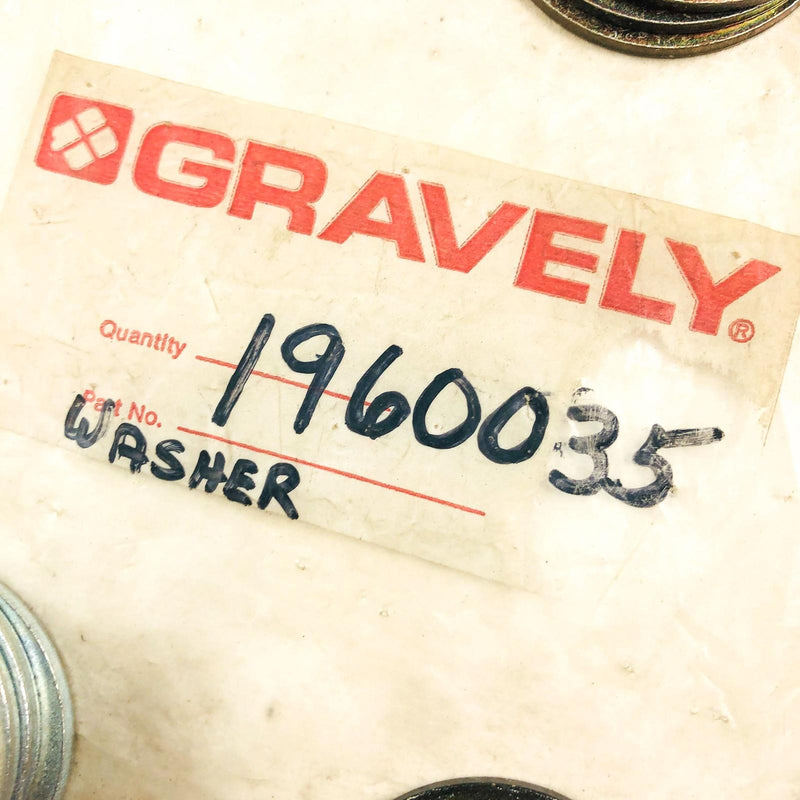 GRAVELY®
Quantity
1960035
Part No.
WASHER